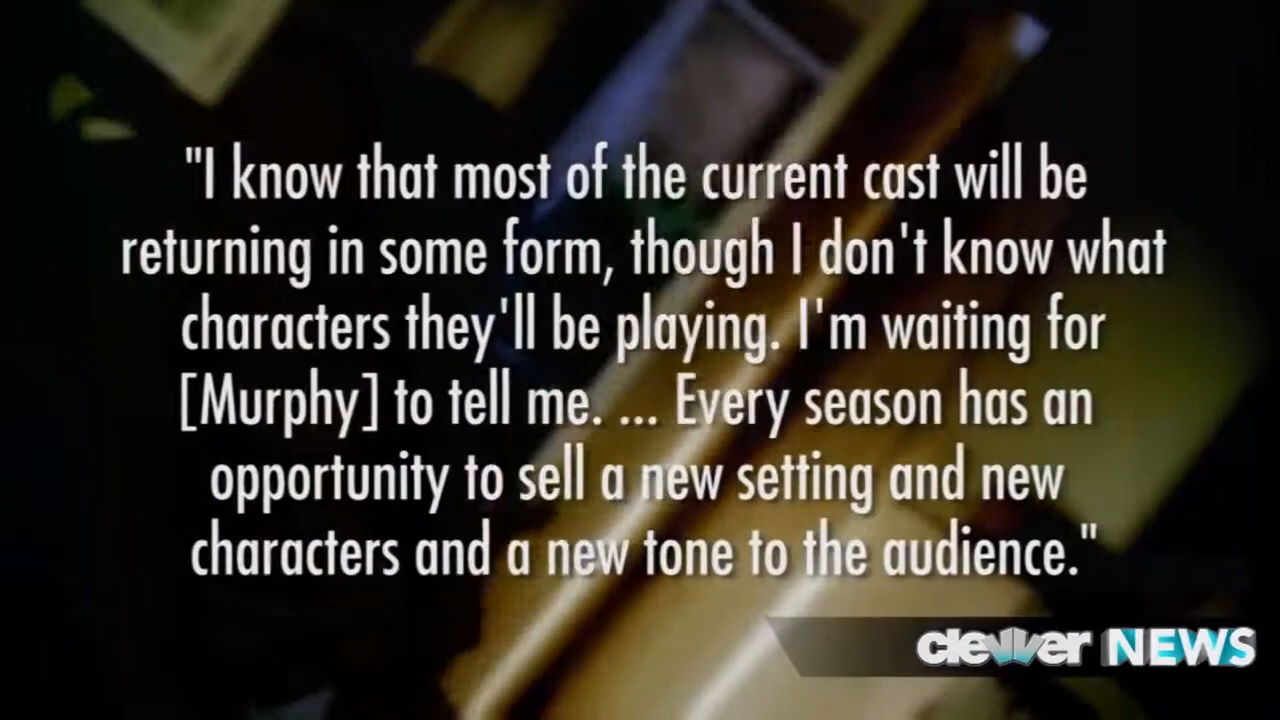 "I know that most of the current cast will be
returning in some form, though I don't know what
characters they'll be playing. I'm waiting for
[Murphy] to tell me. ... Every season has an
opportunity to sell a new setting and new
characters and a new tone to the audience."
clevver NEWS